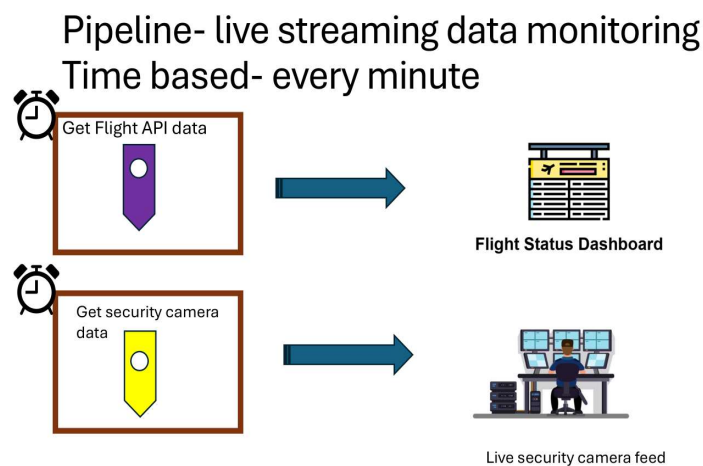 Pipeline- live streaming data monitoring
Time based- every minute
Get Flight API data
Flight Status Dashboard
Get security camera
data
Live security camera feed